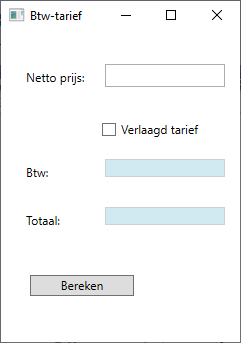 Btw-tarief
Netto prijs:
Verlaagd tarief
Btw:
Totaal:
Bereken